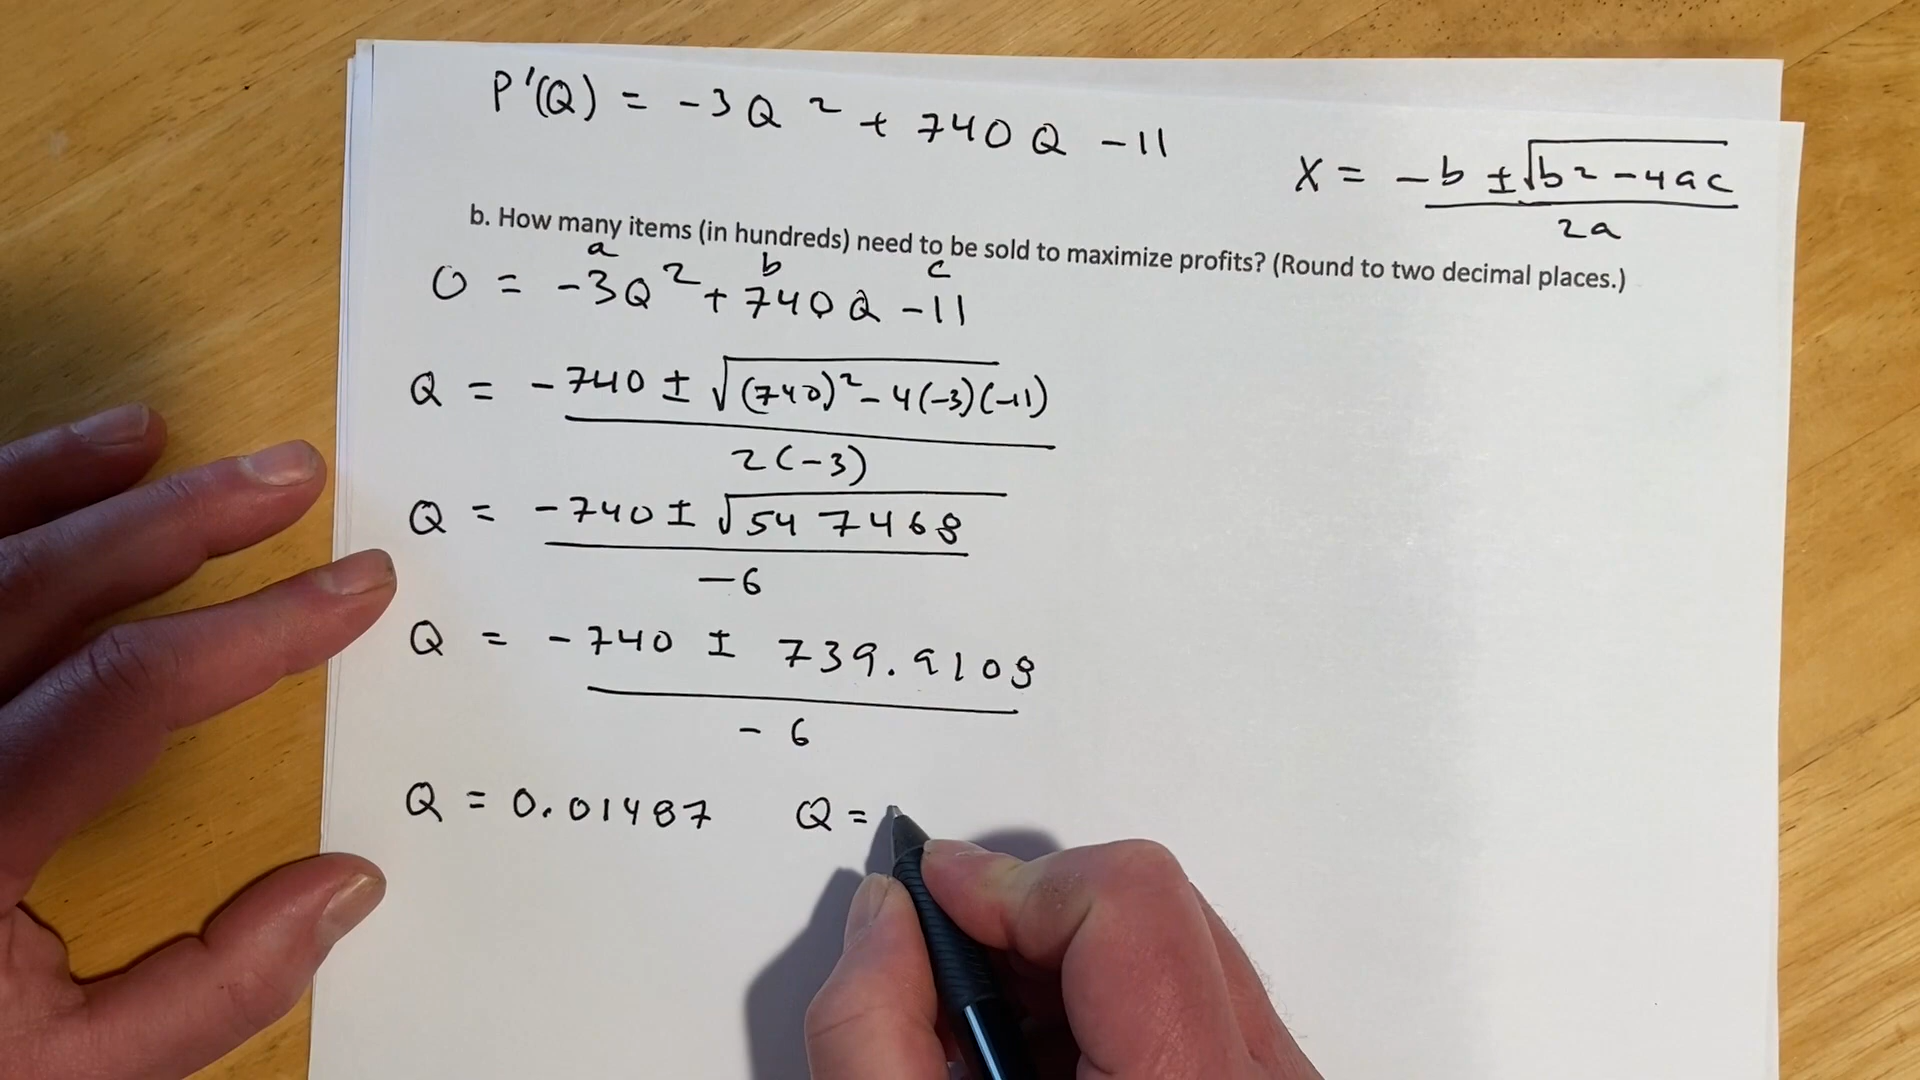 P'(Q) = -3Q² + 740Q - 11
X = -b ± √b² - 4ac
2a
b. How many items (in hundreds) need to be sold to maximize profits? (Round to two decimal places.)
a b c
0 = -3Q² + 740Q - 11
Q = -740 ± √(740)² - 4(-3)(-11)
2(-3)
Q = -740 ± √547468
-6
Q = -740 ± 739.9108
-6
Q = 0.01487 Q =